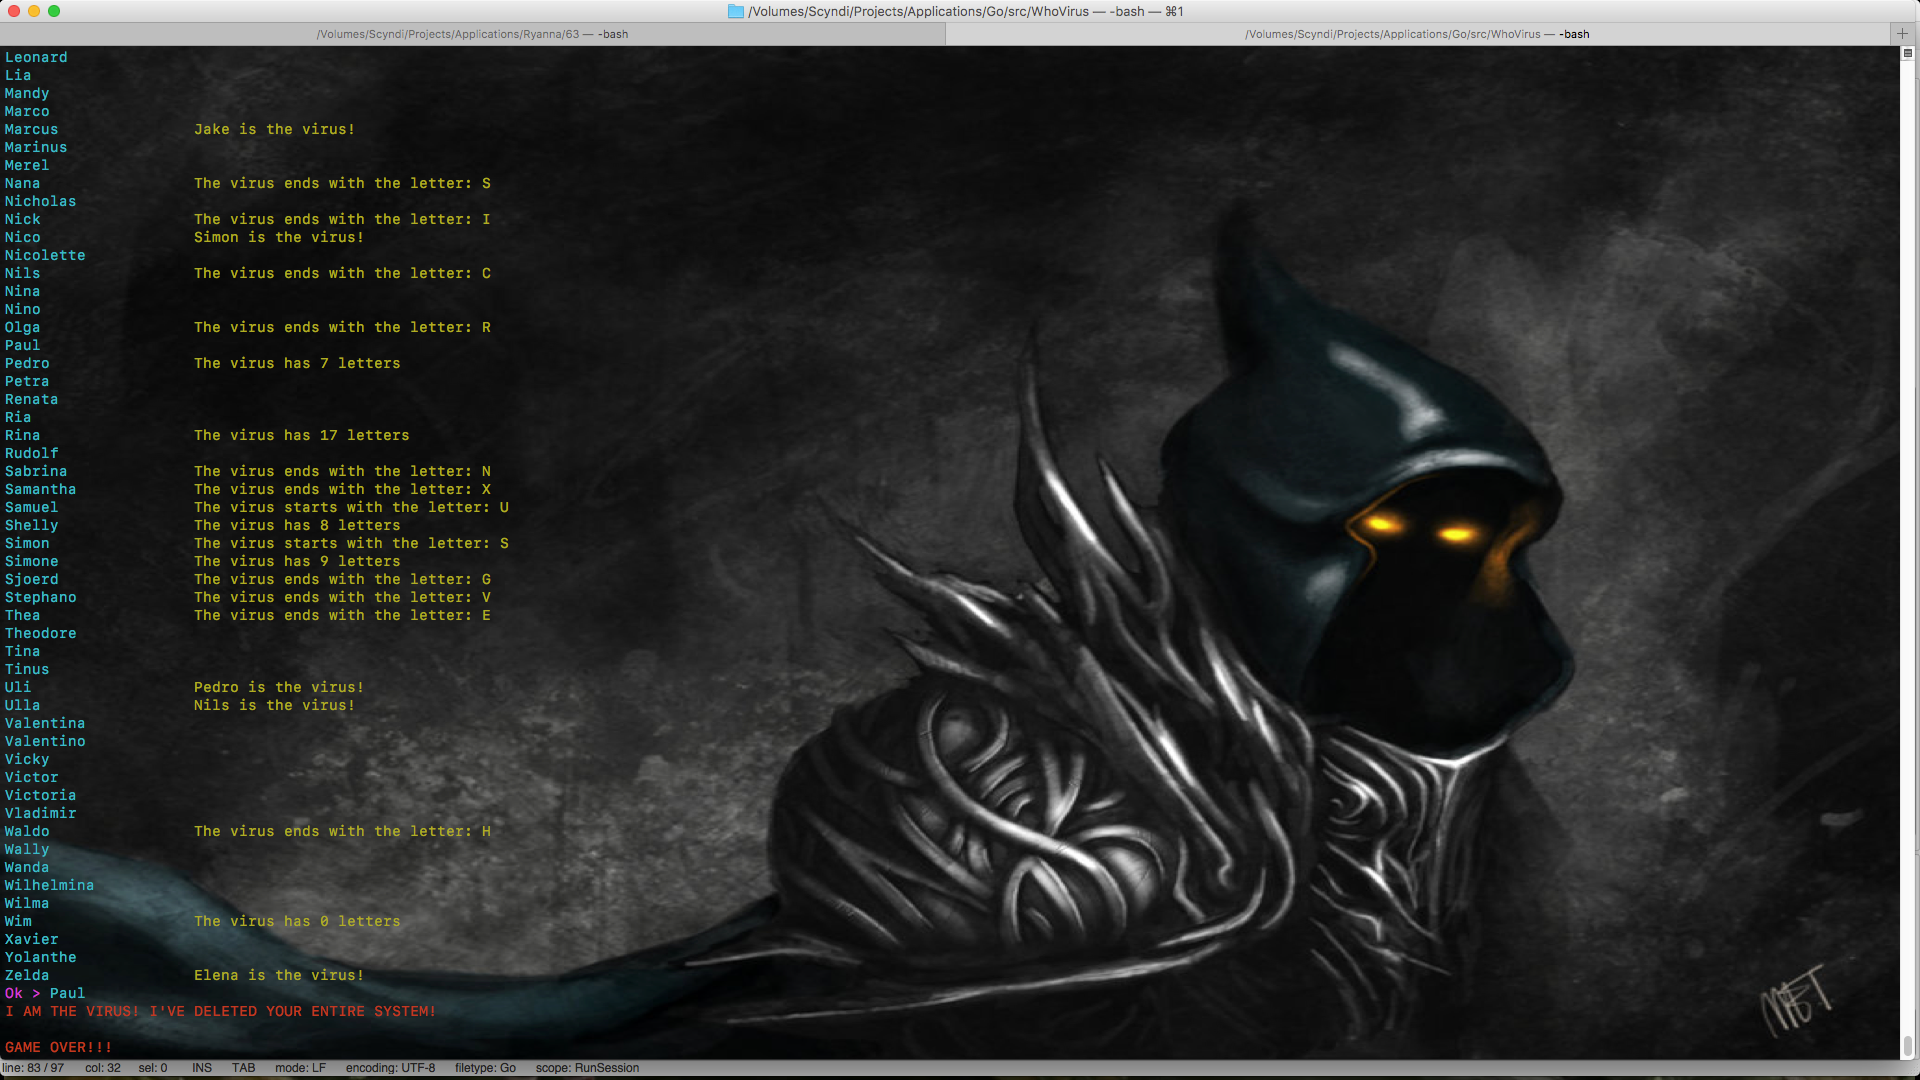 /Volumes/Scyndi/Projects/Applications/Go/src/WhoVirus — -bash — ⌘1
/Volumes/Scyndi/Projects/Applications/Ryanna/63 — -bash
/Volumes/Scyndi/Projects/Applications/Go/src/WhoVirus — -bash
Leonard
Lia
Mandy
Marco
Marcus Jake is the virus!
Marinus
Merel
Nana The virus ends with the letter: S
Nicholas
Nick The virus ends with the letter: I
Nico Simon is the virus!
Nicolette
Nils The virus ends with the letter: C
Nina
Nino
Olga The virus ends with the letter: R
Paul
Pedro The virus has 7 letters
Petra
Renata
Ria
Rina The virus has 17 letters
Rudolf
Sabrina The virus ends with the letter: N
Samantha The virus ends with the letter: X
Samuel The virus starts with the letter: U
Shelly The virus has 8 letters
Simon The virus starts with the letter: S
Simone The virus has 9 letters
Sjoerd The virus ends with the letter: G
Stephano The virus ends with the letter: V
Thea The virus ends with the letter: E
Theodore
Tina
Tinus
Uli Pedro is the virus!
Ulla Nils is the virus!
Valentina
Valentino
Vicky
Victor
Victoria
Vladimir
Waldo The virus ends with the letter: H
Wally
Wanda
Wilhelmina
Wilma
Wim The virus has 0 letters
Xavier
Yolanthe
Zelda Elena is the virus!
Ok > Paul
I AM THE VIRUS! I'VE DELETED YOUR ENTIRE SYSTEM!
GAME OVER!!!
line: 83 / 97 col: 32 sel: 0 INS TAB mode: LF encoding: UTF-8 filetype: Go scope: RunSession